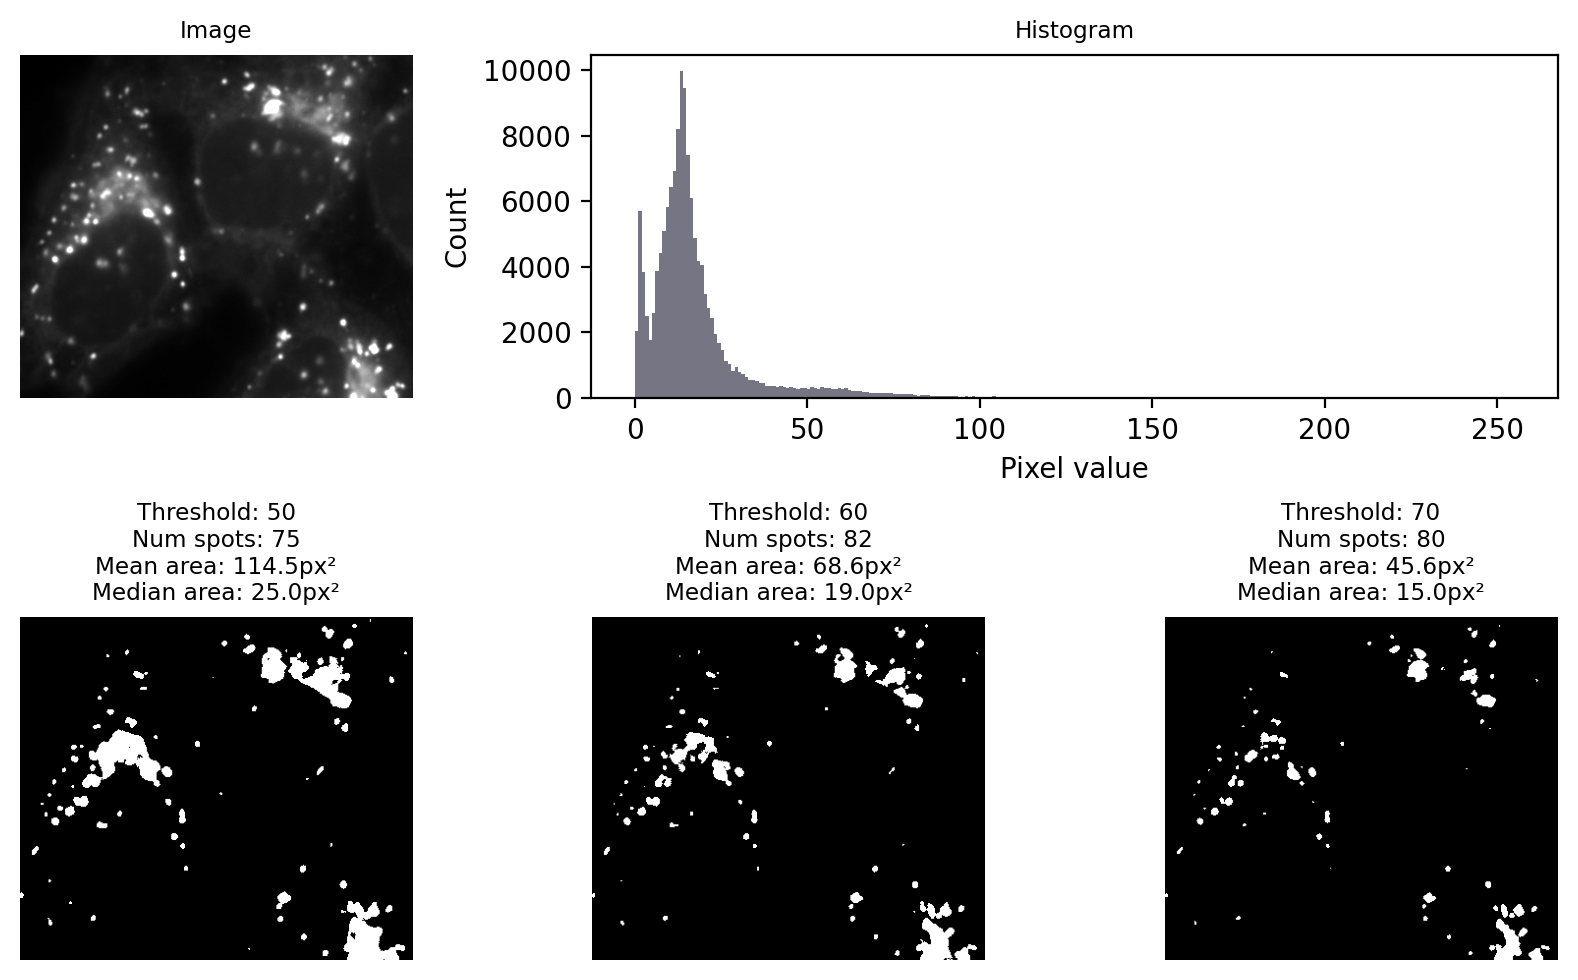 Image
Histogram
10000
8000
6000
4000
2000
0
Count
0 50 100 150 200 250
Pixel value
Threshold: 50
Num spots: 75
Mean area: 114.5px²
Median area: 25.0px²
Threshold: 60
Num spots: 82
Mean area: 68.6px²
Median area: 19.0px²
Threshold: 70
Num spots: 80
Mean area: 45.6px²
Median area: 15.0px²